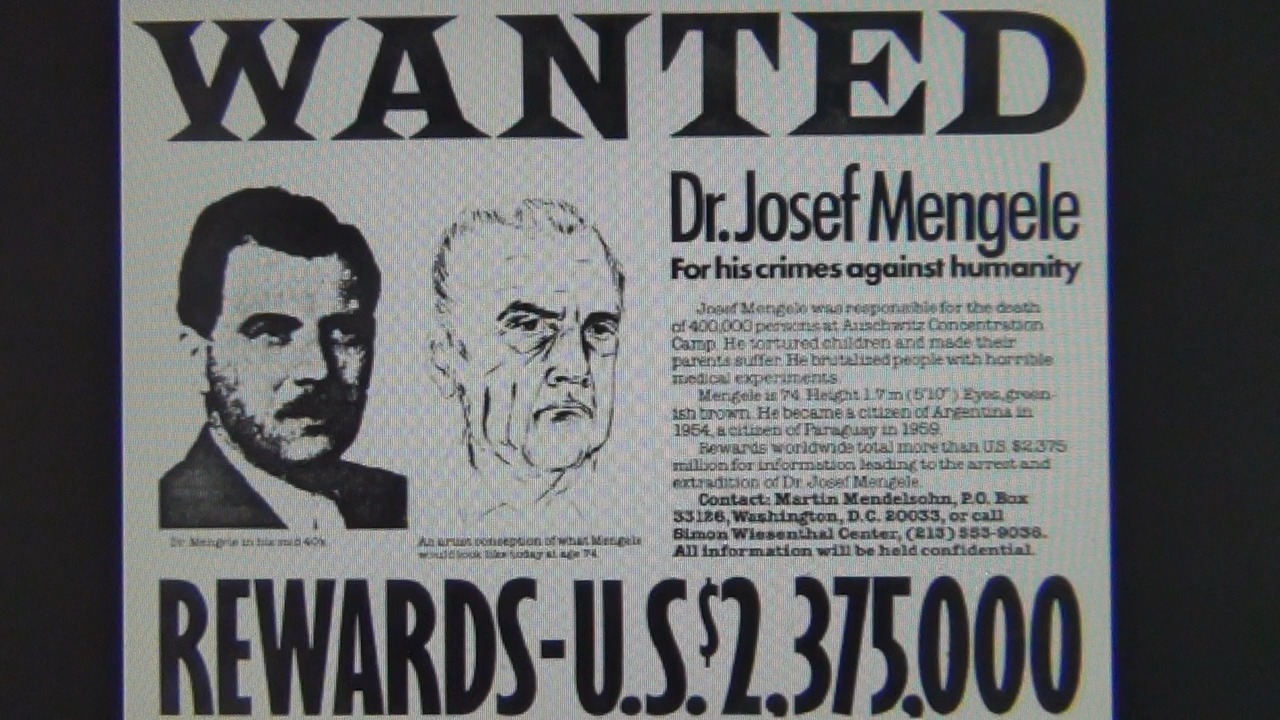 WANTED
Dr. Josef Mengele
For his crimes against humanity
Josef Mengele was responsible for the death
of 400,000 persons at Auschwitz Concentration
Camp. He tortured children and made their
parents suffer. He brutalized people with horrible
medical experiments.
Mengele is 74. Height 1.7m (5'10"). Eyes, green-
ish brown. He became a citizen of Argentina in
1954, a citizen of Paraguay in 1959.
Rewards worldwide total more than U.S. $2.375
million for information leading to the arrest and
extradition of Dr. Josef Mengele.
Contact: Martin Mendelsohn, P.O. Box
33126, Washington, D.C. 20033, or call
Simon Wiesenthal Center, (213) 553-9036.
All information will be held confidential.
Dr. Mengele in his mid 40's.
An artist conception of what Mengele
would look like today at age 74.
REWARDS-U.S.$2,375,000